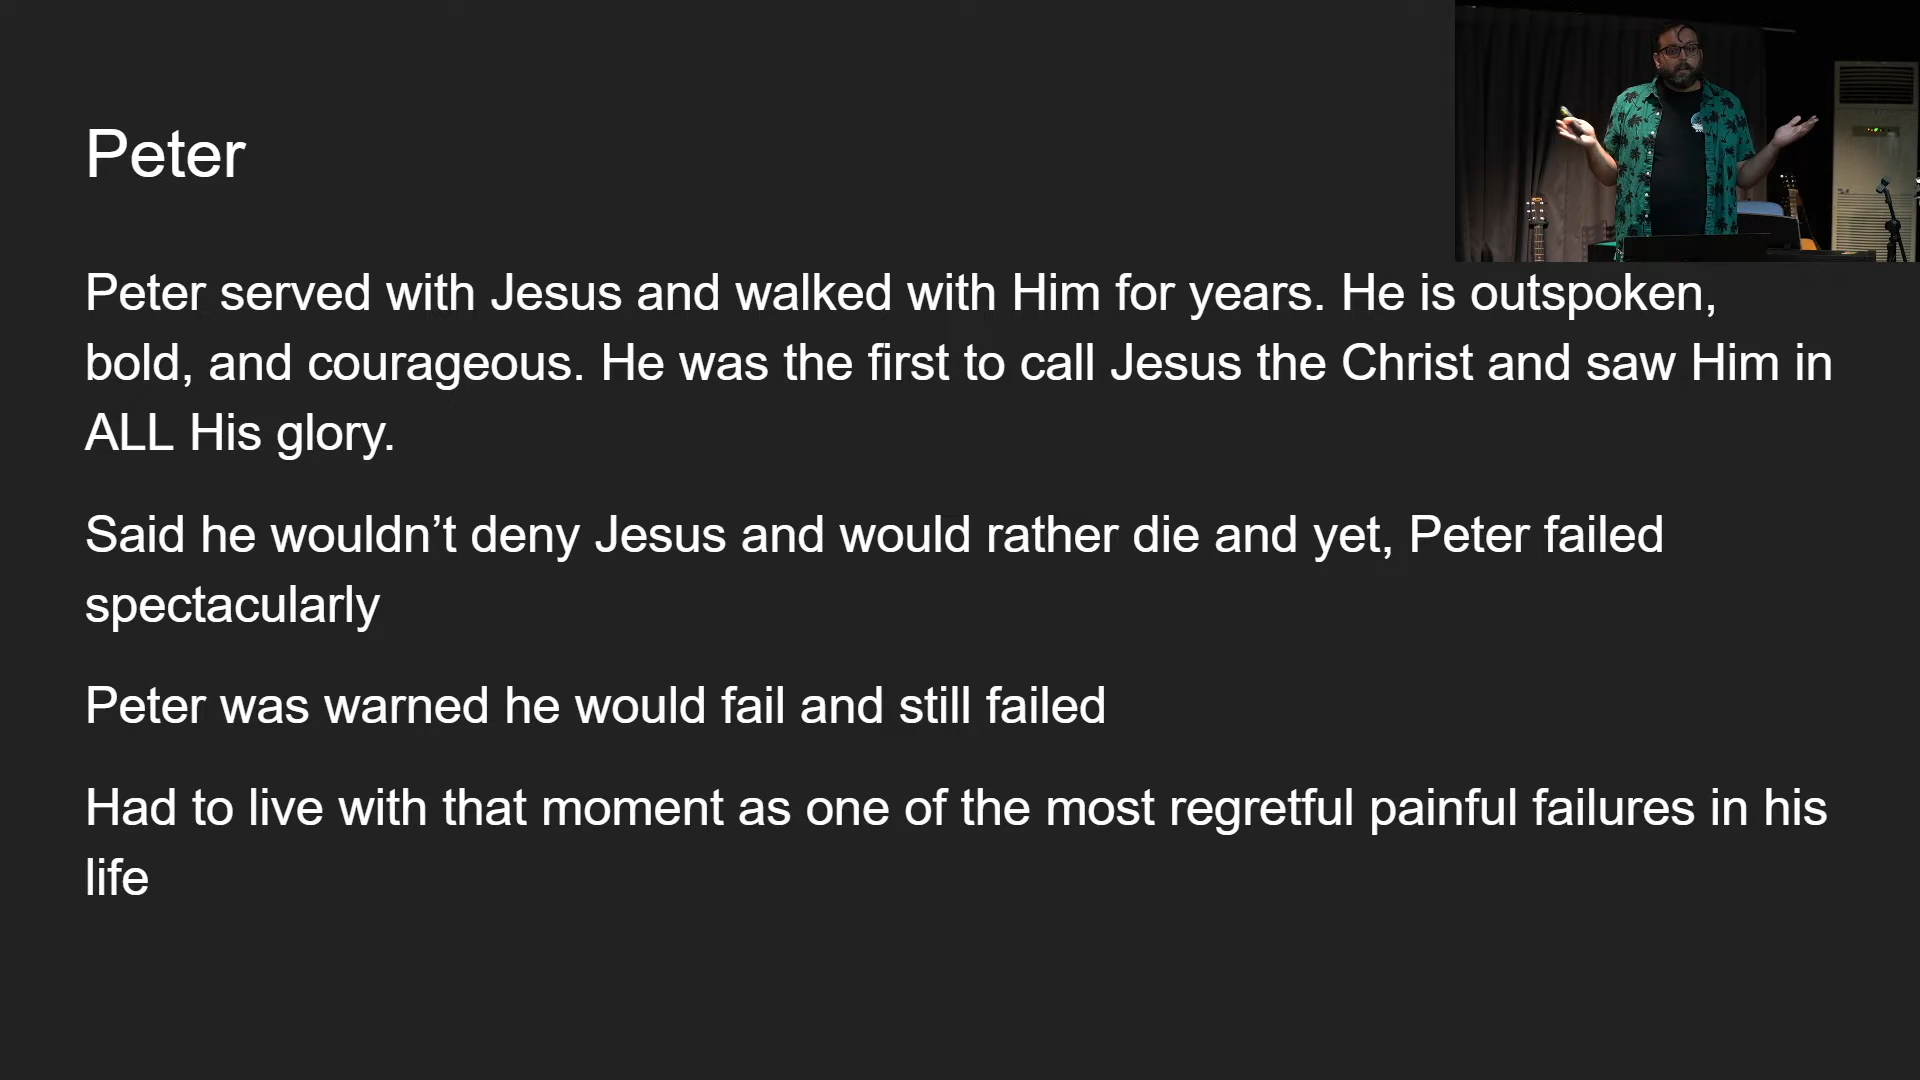 Peter
Peter served with Jesus and walked with Him for years. He is outspoken,
bold, and courageous. He was the first to call Jesus the Christ and saw Him in
ALL His glory.
Said he wouldn’t deny Jesus and would rather die and yet, Peter failed
spectacularly
Peter was warned he would fail and still failed
Had to live with that moment as one of the most regretful painful failures in his
life